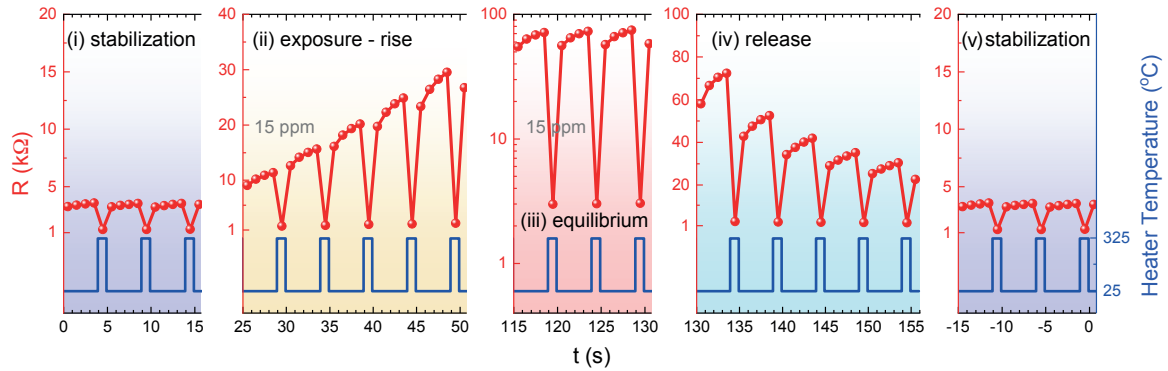 (i) stabilization
(ii) exposure - rise
(iii) equilibrium
(iv) release
(v) stabilization
15 ppm
15 ppm
R (kΩ)
20
15
10
5
1
40
30
20
10
1
100
10
1
100
80
60
40
20
1
20
15
10
5
1
325
25
Heater Temperature (⁰C)
0 5 10 15
25 30 35 40 45 50
115 120 125 130
130 135 140 145 150 155
-15 -10 -5 0
t (s)